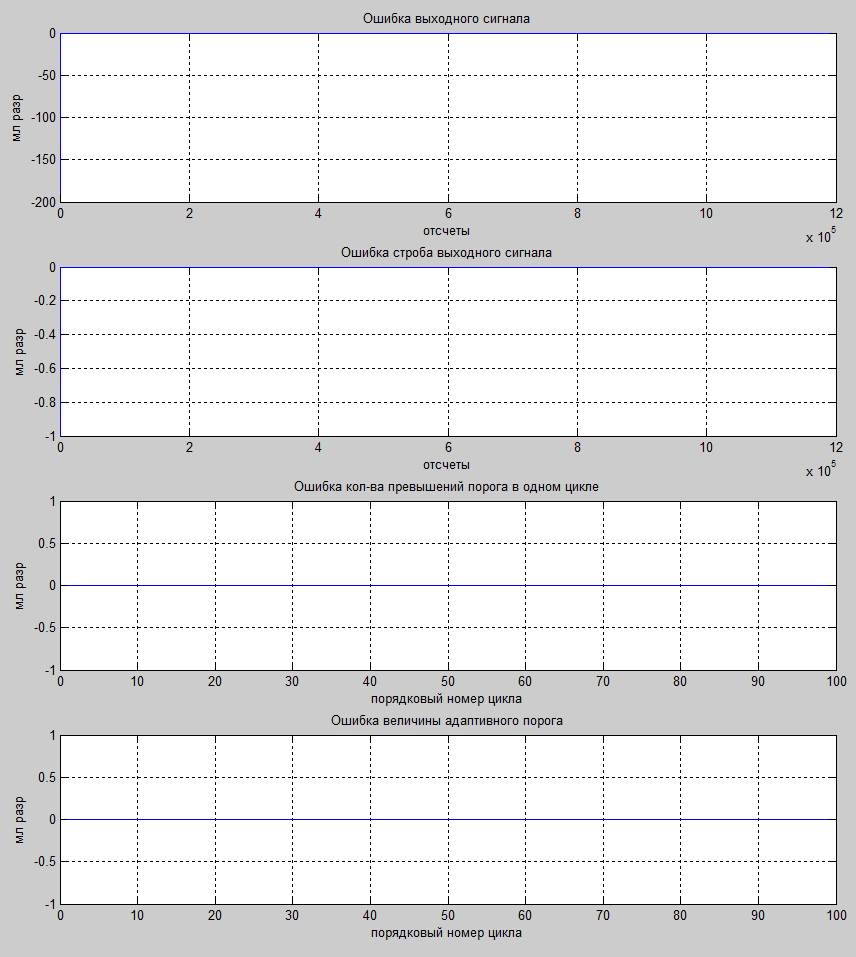 Ошибка выходного сигнала
0
-50
-100
-150
-200
мл разр
0 2 4 6 8 10 12
отсчеты
x 10^5
Ошибка строба выходного сигнала
0
-0.2
-0.4
-0.6
-0.8
-1
мл разр
0 2 4 6 8 10 12
отсчеты
x 10^5
Ошибка кол-ва превышений порога в одном цикле
1
0.5
0
-0.5
-1
мл разр
0 10 20 30 40 50 60 70 80 90 100
порядковый номер цикла
Ошибка величины адаптивного порога
1
0.5
0
-0.5
-1
мл разр
0 10 20 30 40 50 60 70 80 90 100
порядковый номер цикла